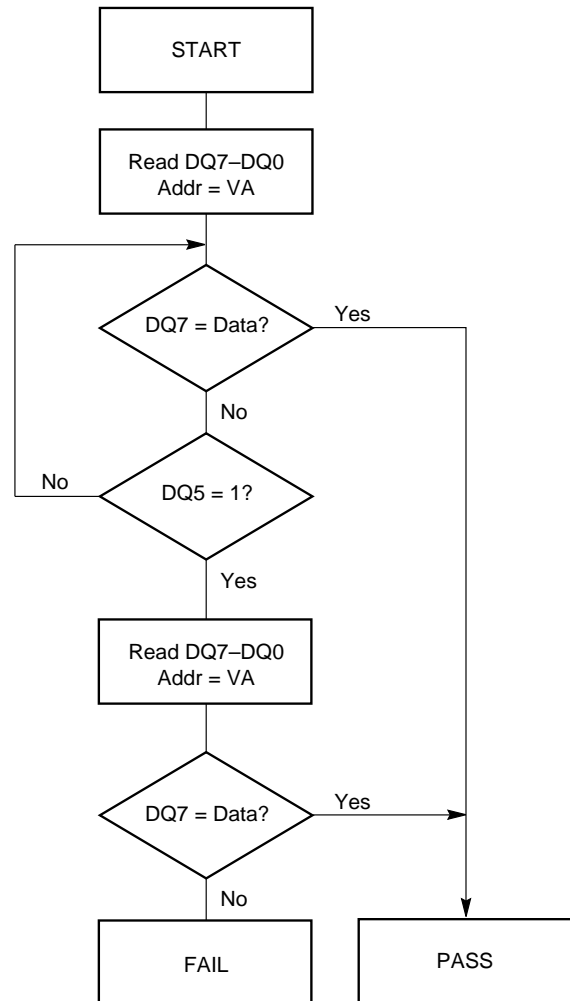 START
Read DQ7–DQ0
Addr = VA
DQ7 = Data?
Yes
No
No
DQ5 = 1?
Yes
Read DQ7–DQ0
Addr = VA
DQ7 = Data?
Yes
No
FAIL
PASS